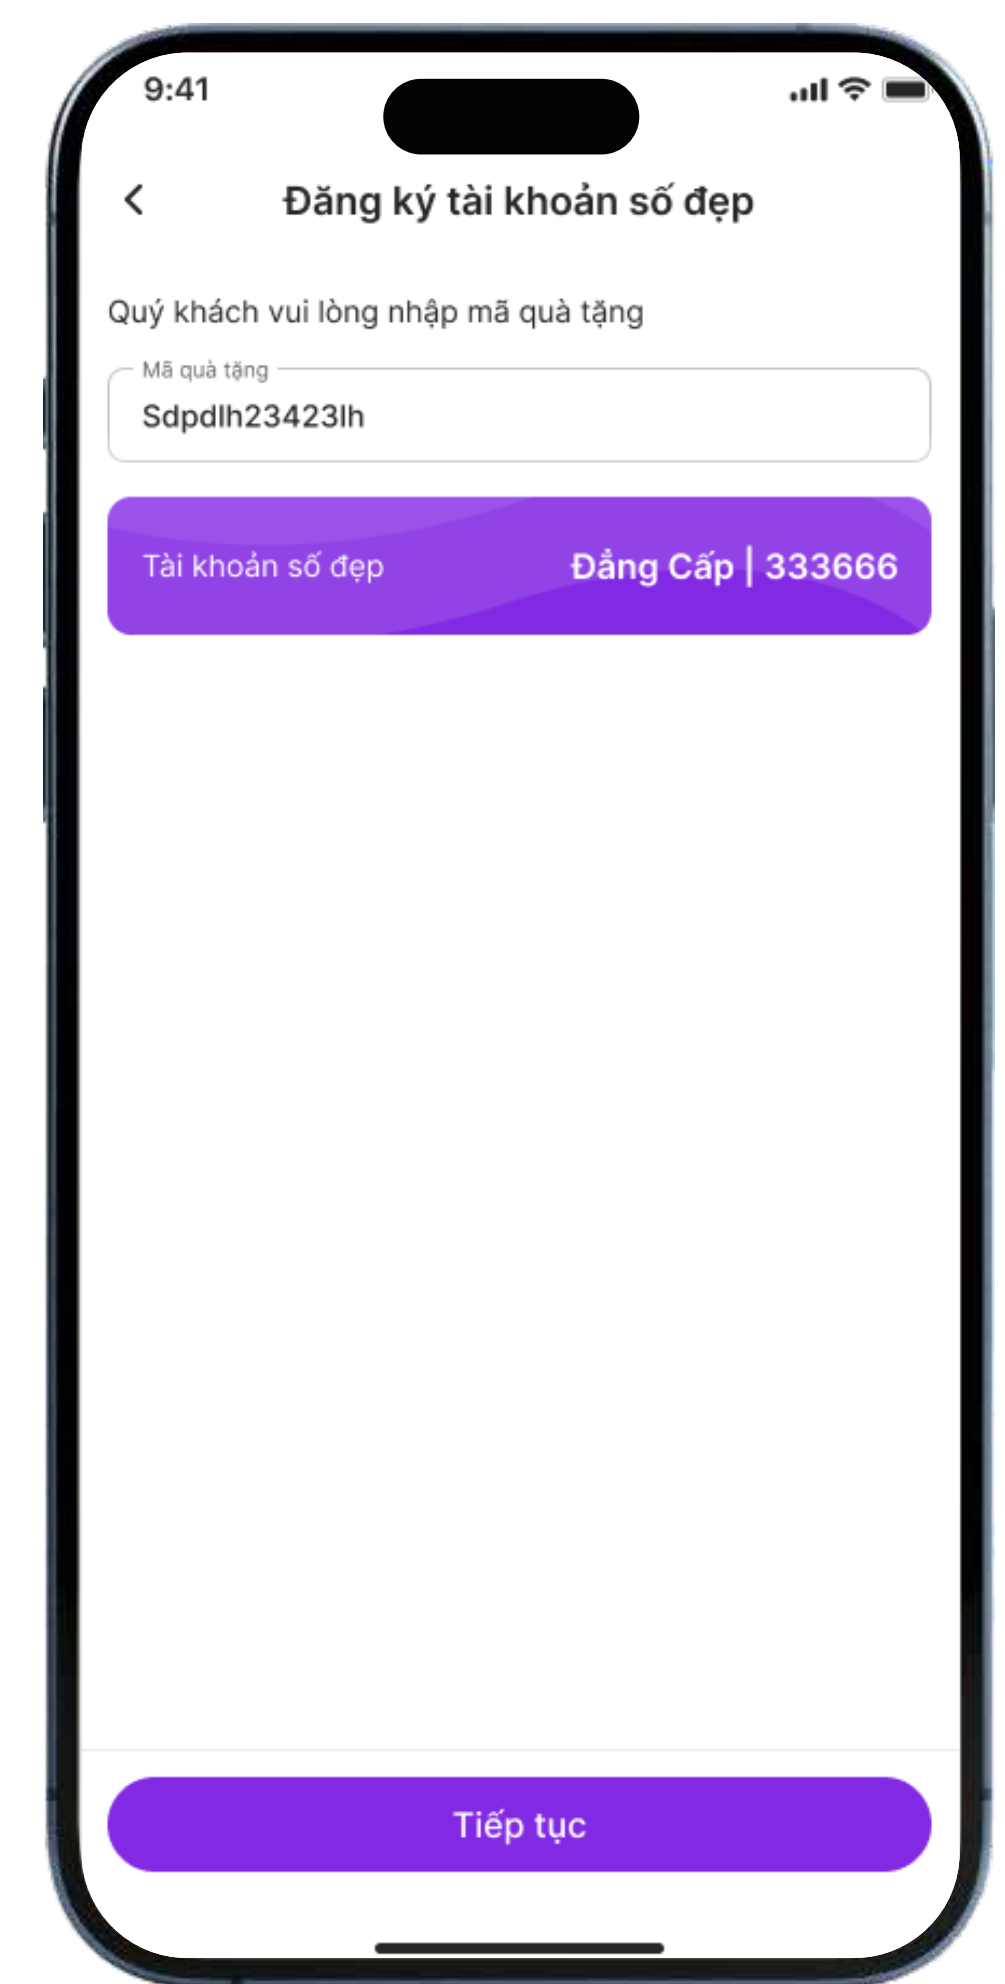 9:41
Đăng ký tài khoản số đẹp
Quý khách vui lòng nhập mã quà tặng
Mã quà tặng
Sdpdlh23423lh
Tài khoản số đẹp
Đẳng Cấp | 333666
Tiếp tục